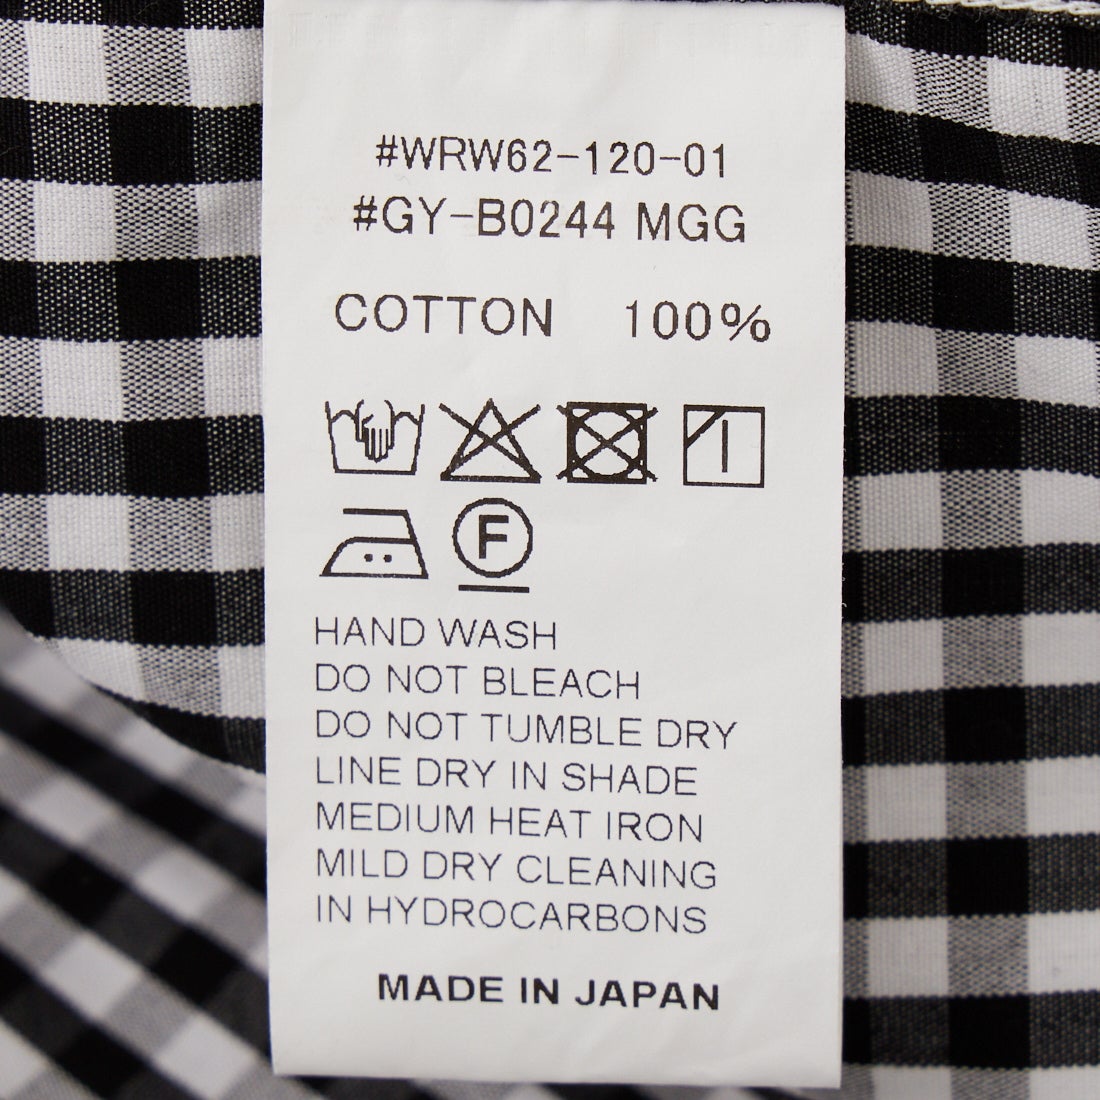 #WRW62-120-01
#GY-B0244 MGG
COTTON 100%
F
HAND WASH
DO NOT BLEACH
DO NOT TUMBLE DRY
LINE DRY IN SHADE
MEDIUM HEAT IRON
MILD DRY CLEANING
IN HYDROCARBONS
MADE IN JAPAN